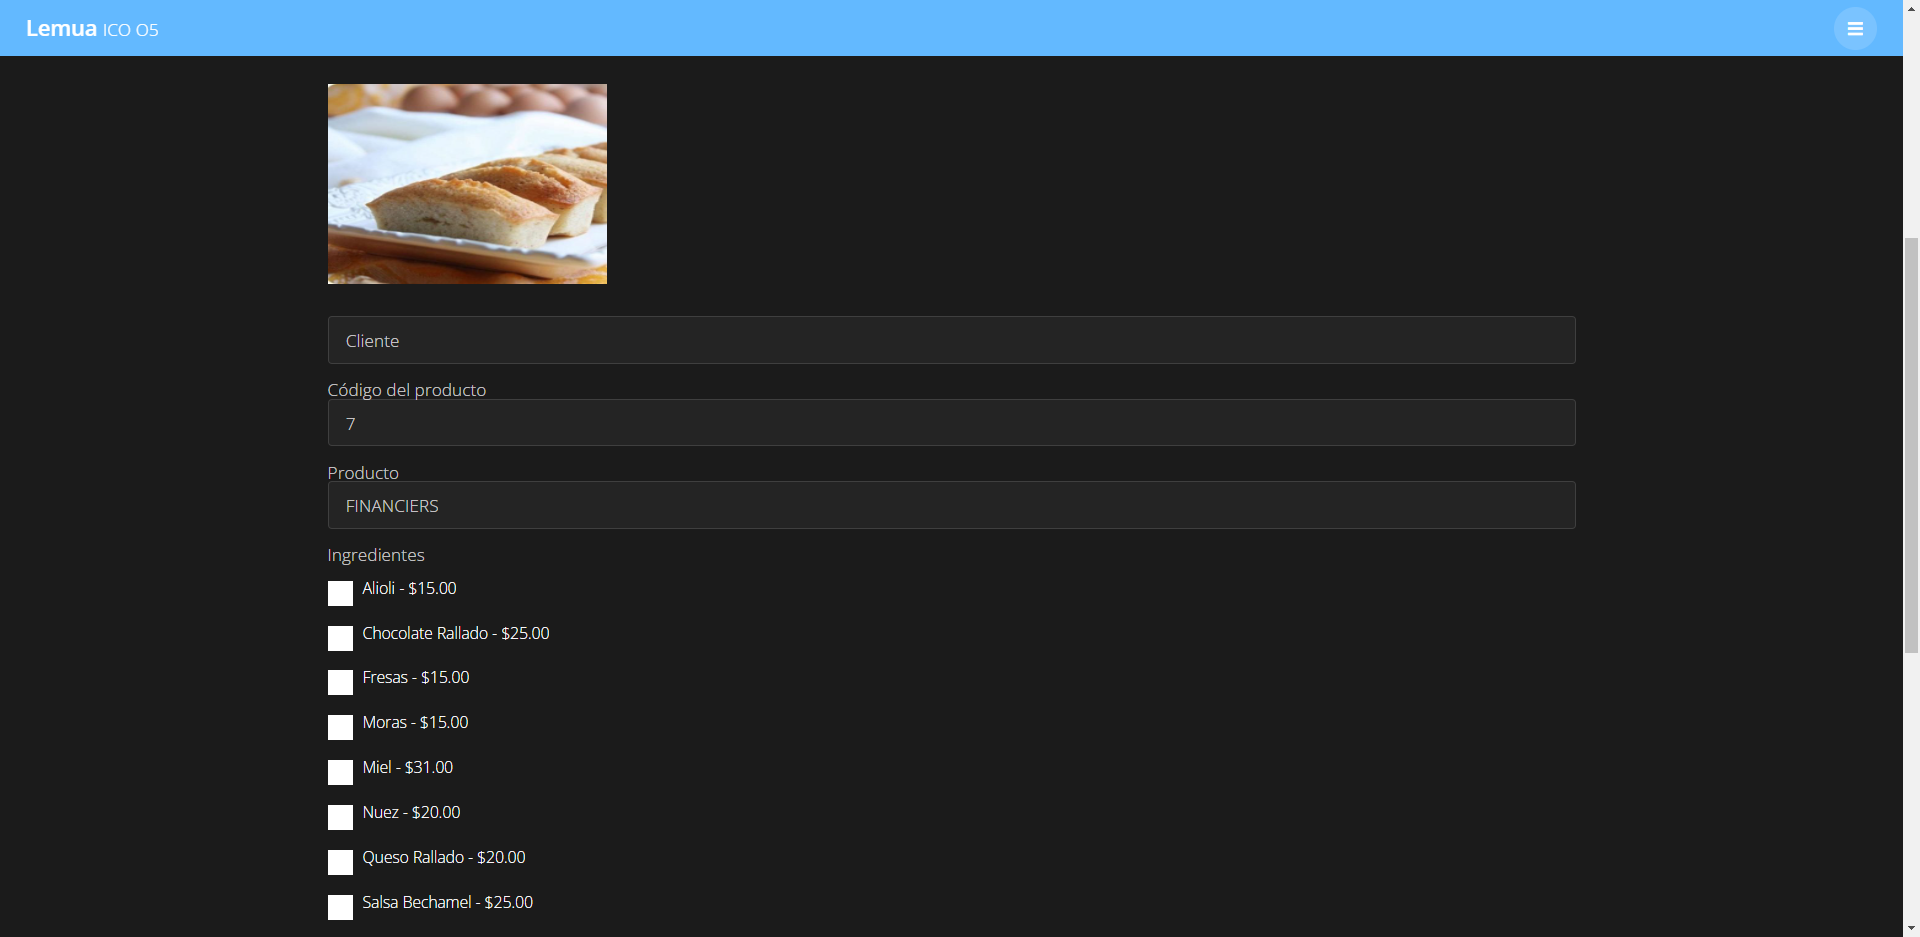 Lemua ICO O5
Cliente
Código del producto
7
Producto
FINANCIERS
Ingredientes
Alioli - $15.00
Chocolate Rallado - $25.00
Fresas - $15.00
Moras - $15.00
Miel - $31.00
Nuez - $20.00
Queso Rallado - $20.00
Salsa Bechamel - $25.00